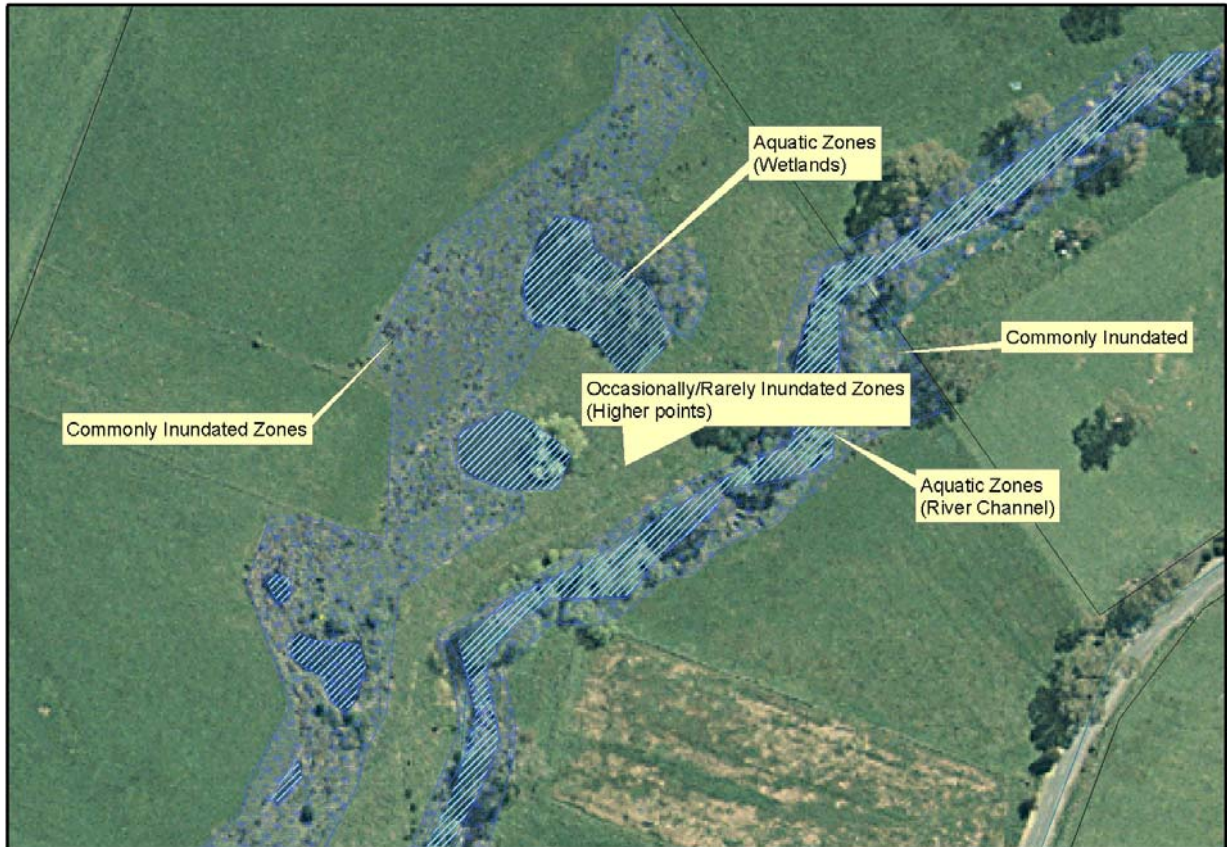 Aquatic Zones
(Wetlands)
Commonly Inundated
Occasionally/Rarely Inundated Zones
(Higher points)
Commonly Inundated Zones
Aquatic Zones
(River Channel)